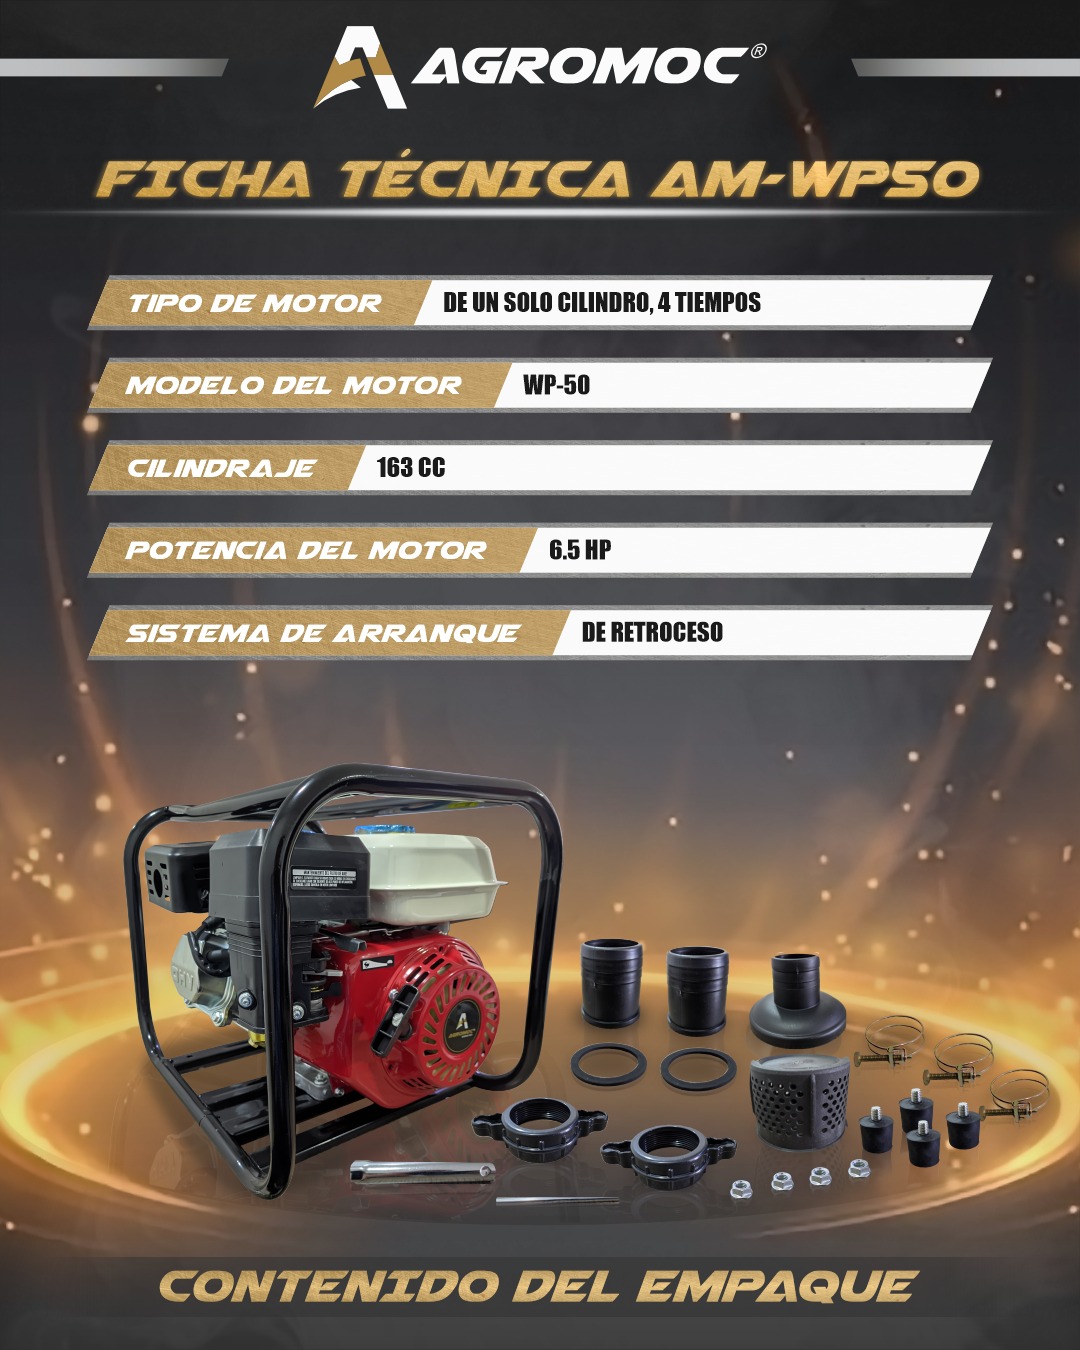 AGROMOC®
FICHA TÉCNICA AM-WP50
TIPO DE MOTOR DE UN SOLO CILINDRO, 4 TIEMPOS
MODELO DEL MOTOR WP-50
CILINDRAJE 163 CC
POTENCIA DEL MOTOR 6.5 HP
SISTEMA DE ARRANQUE DE RETROCESO
AGROMOC
CONTENIDO DEL EMPAQUE